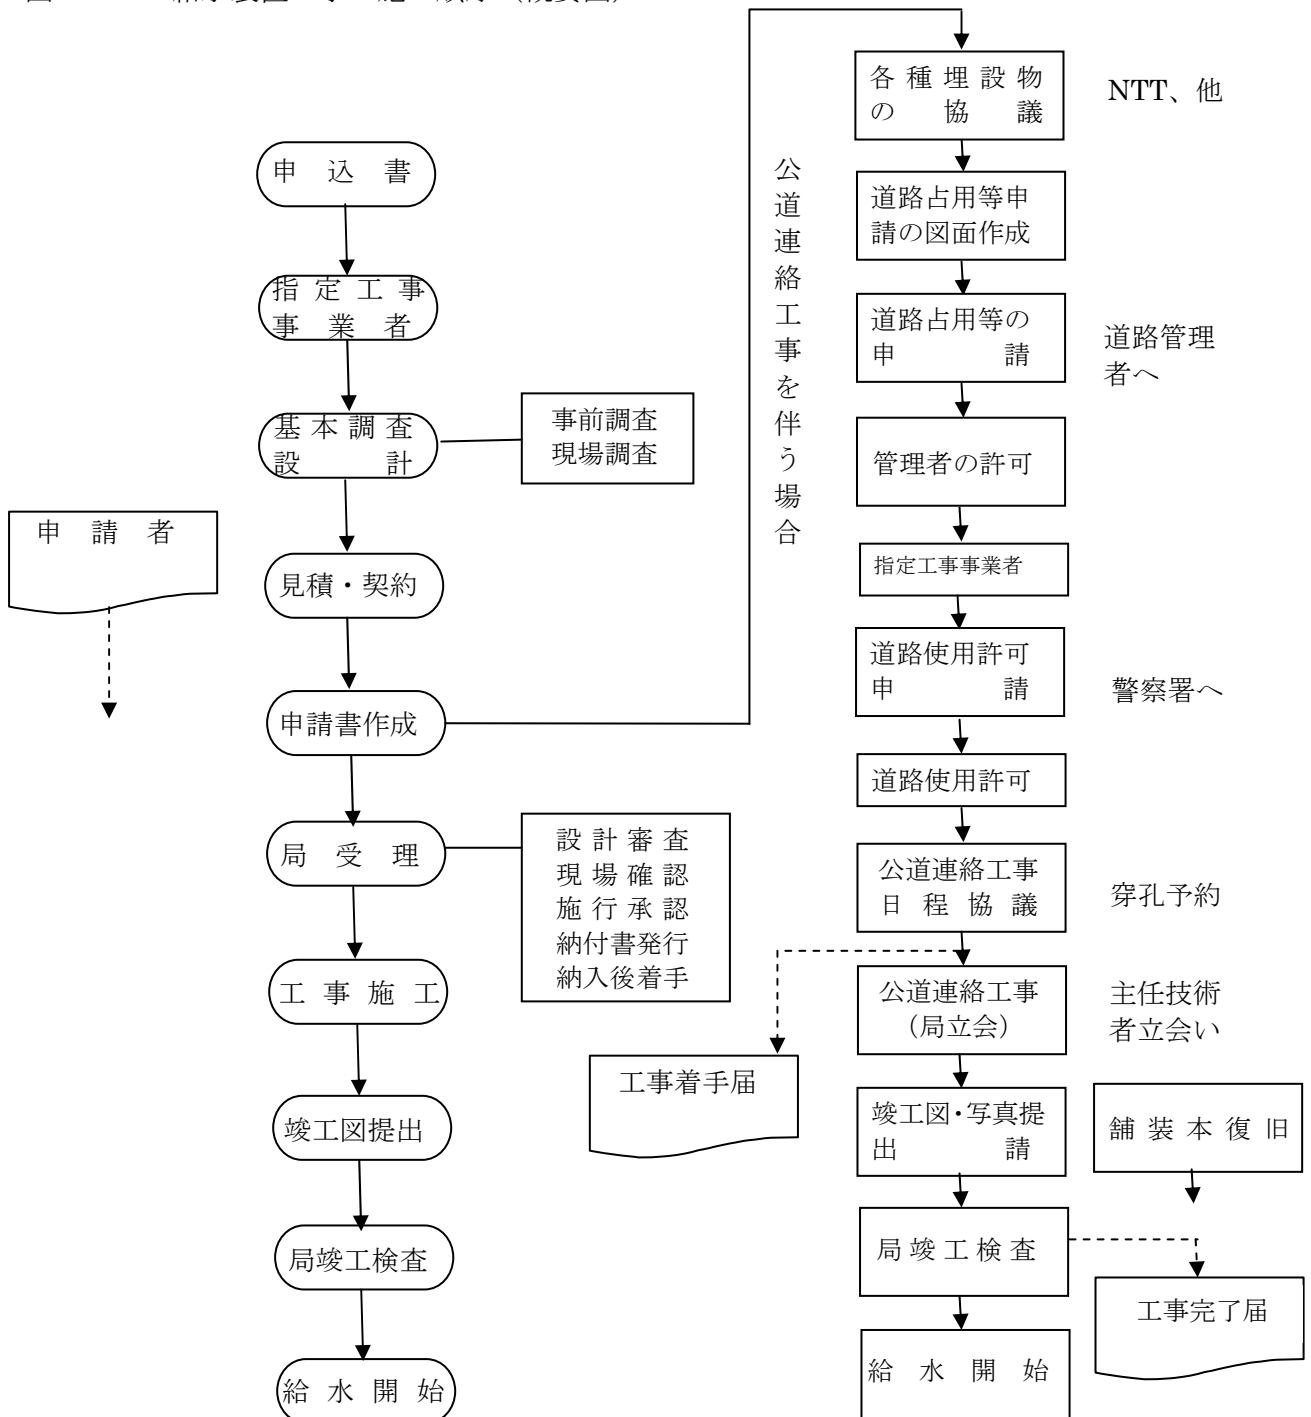 申込書
指定工事
事業者
基本調査
設計
事前調査
現場調査
申請者
見積・契約
申請書作成
局受理
設計審査
現場確認
施行承認
納付書発行
納入後着手
工事施工
竣工図提出
局竣工検査
給水開始
公道連絡工事を伴う場合
各種埋設物
の協議
NTT、他
道路占用等申
請の図面作成
道路占用等の
申請
道路管理
者へ
管理者の許可
指定工事事業者
道路使用許可
申請
警察署へ
道路使用許可
公道連絡工事
日程協議
穿孔予約
公道連絡工事
(局立会)
主任技術
者立会い
工事着手届
竣工図・写真提
出請
舗装本復旧
局竣工検査
工事完了届
給水開始